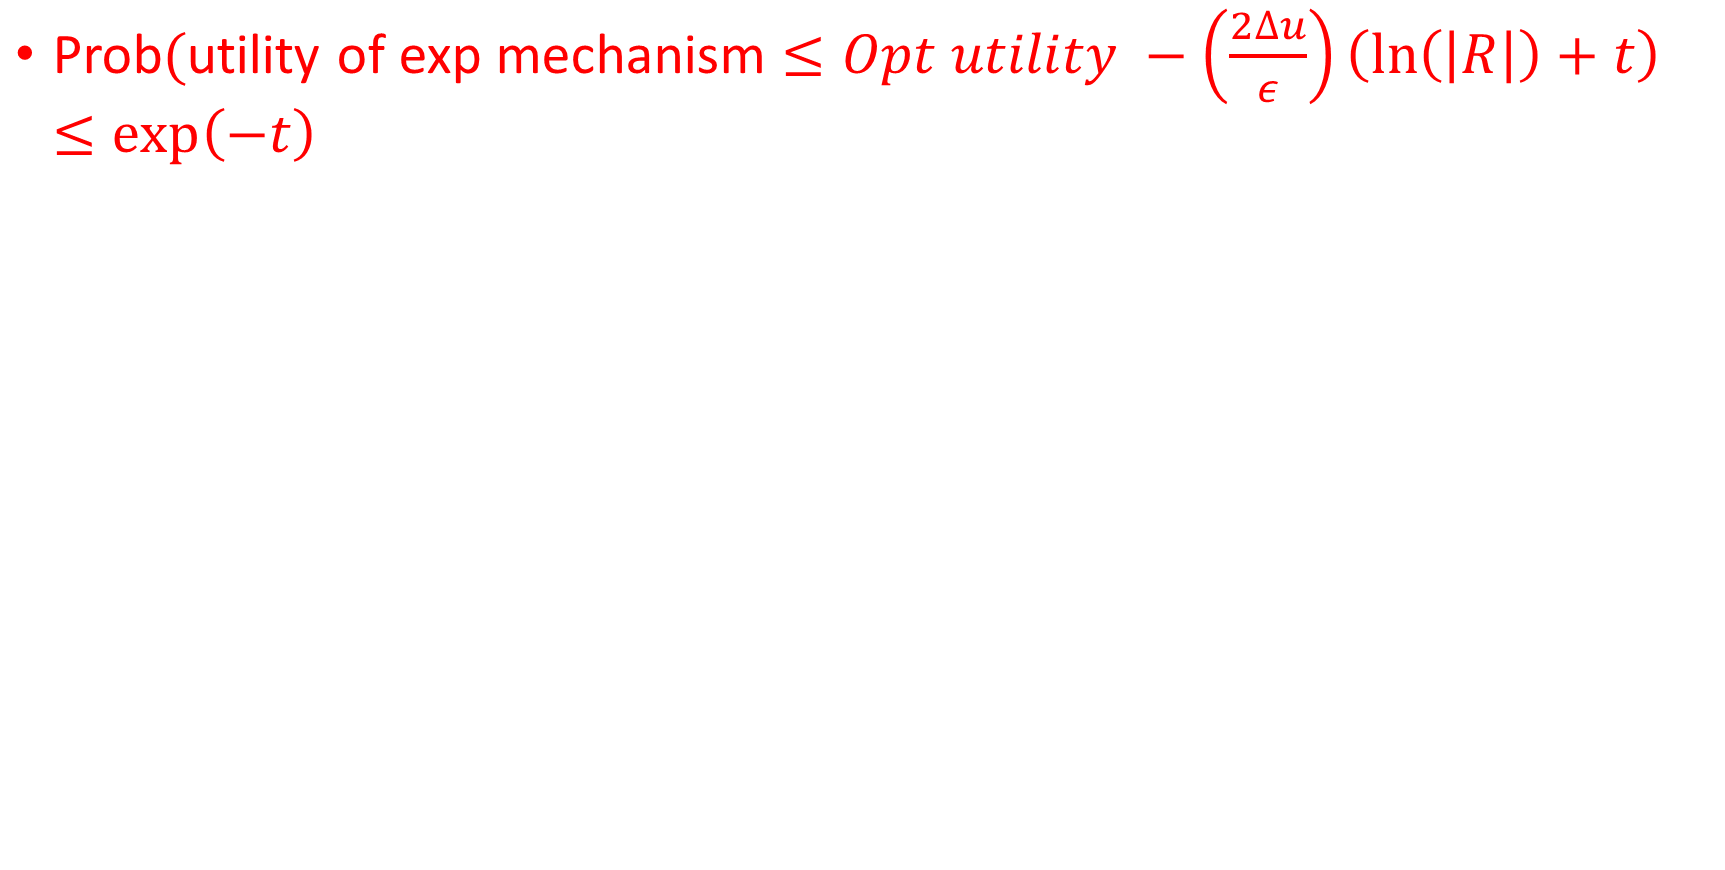 • Prob(utility of exp mechanism ≤ Opt utility − (2Δu/ϵ) (ln(|R|) + t)
≤ exp(−t)